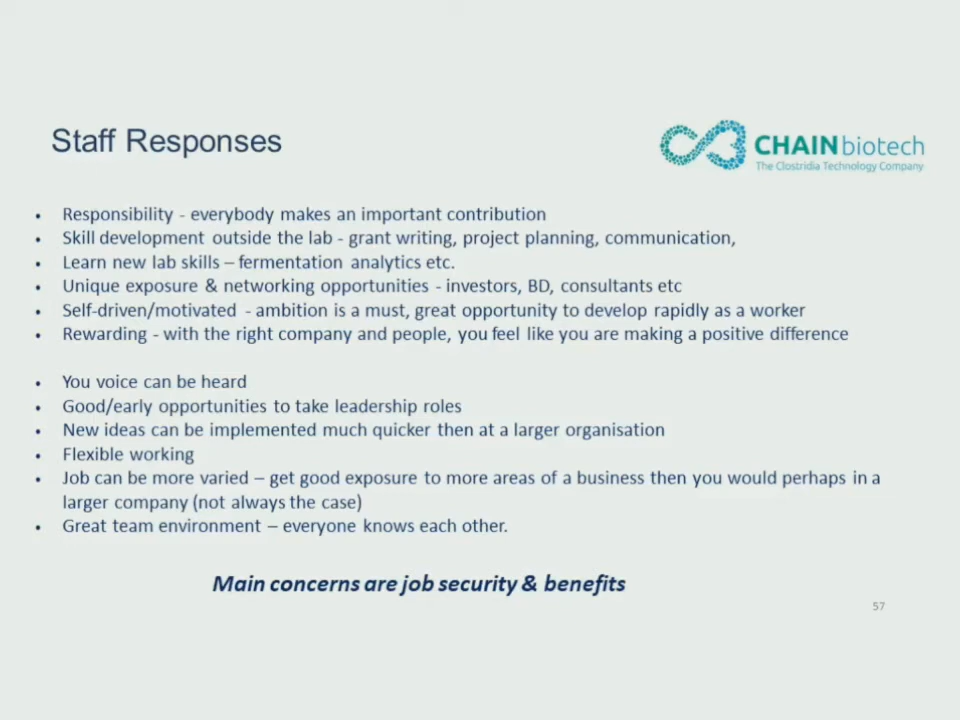 Staff Responses
CHAINbiotech
The Clostridia Technology Company
• Responsibility - everybody makes an important contribution
• Skill development outside the lab - grant writing, project planning, communication,
• Learn new lab skills – fermentation analytics etc.
• Unique exposure & networking opportunities - investors, BD, consultants etc
• Self-driven/motivated - ambition is a must, great opportunity to develop rapidly as a worker
• Rewarding - with the right company and people, you feel like you are making a positive difference
• You voice can be heard
• Good/early opportunities to take leadership roles
• New ideas can be implemented much quicker then at a larger organisation
• Flexible working
• Job can be more varied – get good exposure to more areas of a business then you would perhaps in a
larger company (not always the case)
• Great team environment – everyone knows each other.
Main concerns are job security & benefits
57